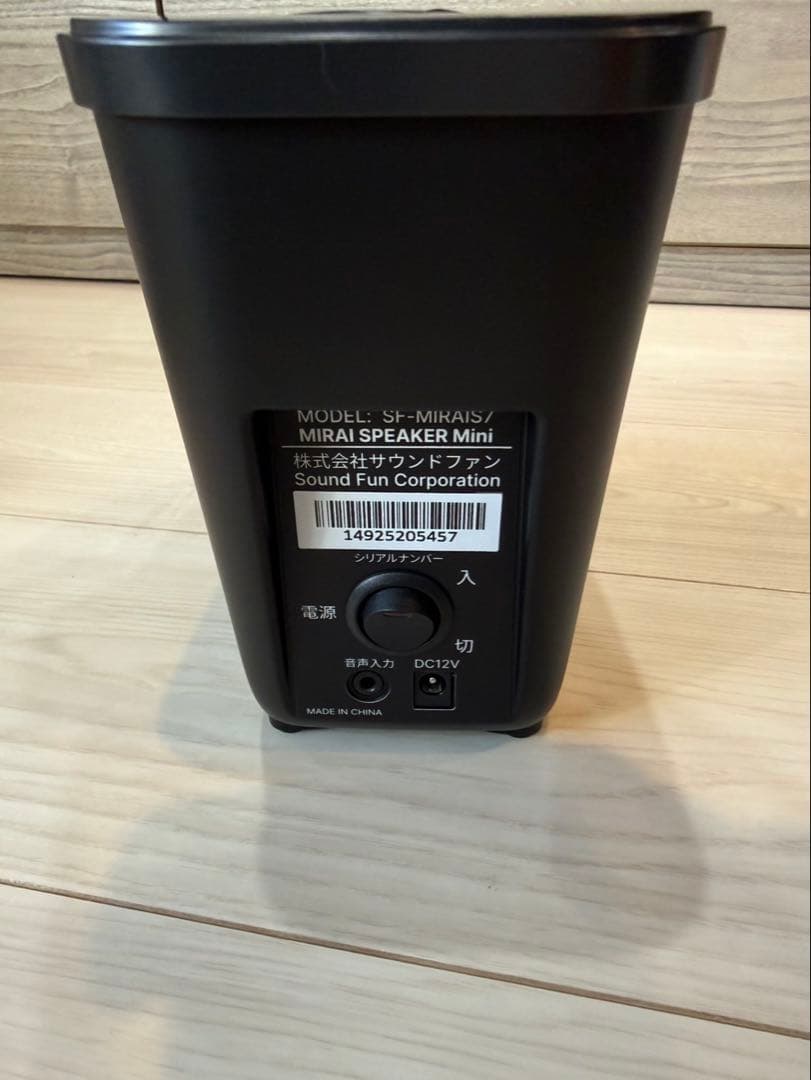 MODEL: SF-MIRAIS7
MIRAI SPEAKER Mini
株式会社サウンドファン
Sound Fun Corporation
14925205457
シリアルナンバー
入
電源
切
音声入力 DC12V
MADE IN CHINA